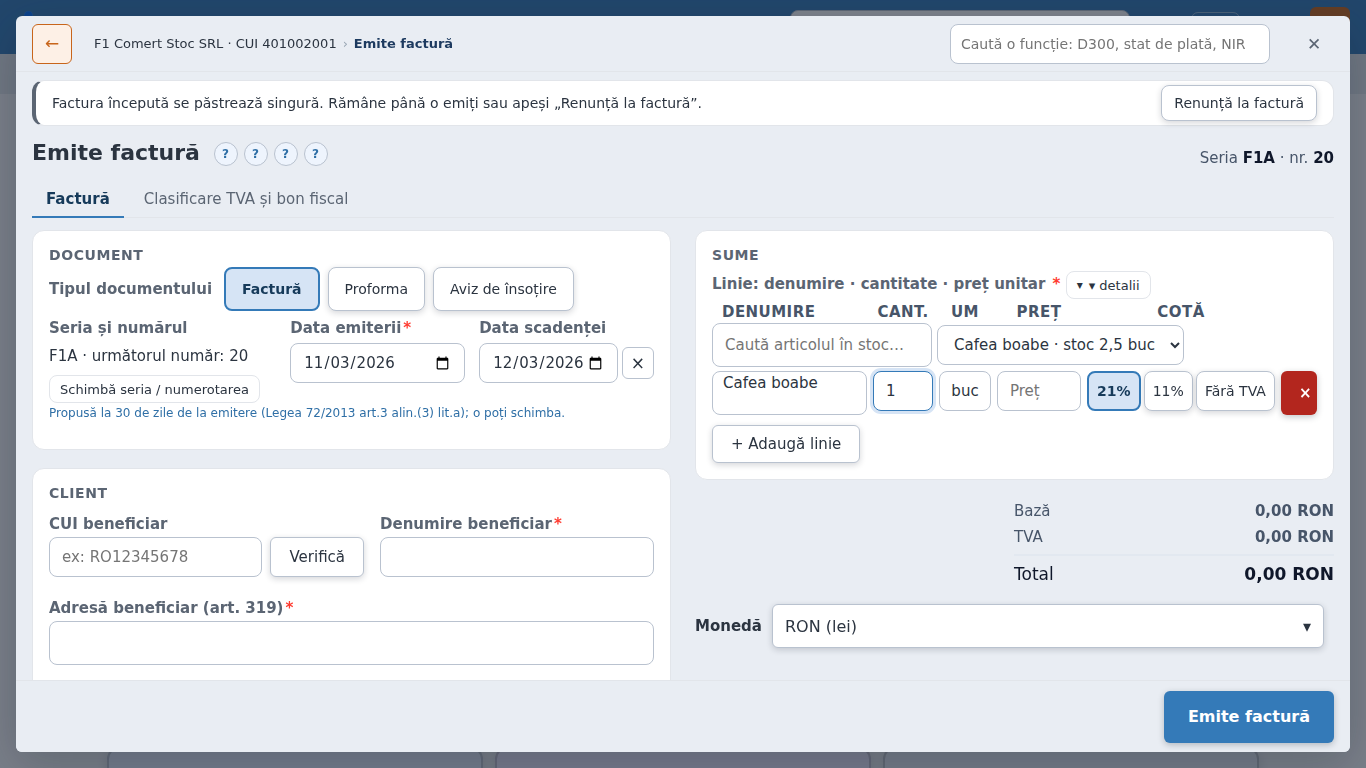 ←
F1 Comert Stoc SRL · CUI 401002001 › Emite factură
Caută o funcție: D300, stat de plată, NIR
✕
Factura începută se păstrează singură. Rămâne până o emiți sau apeși „Renunță la factură”.
Renunță la factură
Emite factură ? ? ? ?
Seria F1A · nr. 20
Factură
Clasificare TVA și bon fiscal
DOCUMENT
Tipul documentului
Factură
Proforma
Aviz de însoțire
Seria și numărul
Data emiterii*
Data scadenței
F1A · următorul număr: 20
11/03/2026
12/03/2026
×
Schimbă seria / numerotarea
Propusă la 30 de zile de la emitere (Legea 72/2013 art.3 alin.(3) lit.a); o poți schimba.
CLIENT
CUI beneficiar
Denumire beneficiar*
ex: RO12345678
Verifică
Adresă beneficiar (art. 319)*
SUME
Linie: denumire · cantitate · preț unitar * ▾ ▾ detalii
DENUMIRE CANT. UM PREȚ COTĂ
Caută articolul în stoc...
Cafea boabe · stoc 2,5 buc
Cafea boabe
1
buc
Preț
21%
11%
Fără TVA
×
+ Adaugă linie
Bază 0,00 RON
TVA 0,00 RON
Total 0,00 RON
Monedă
RON (lei) ▾
Emite factură